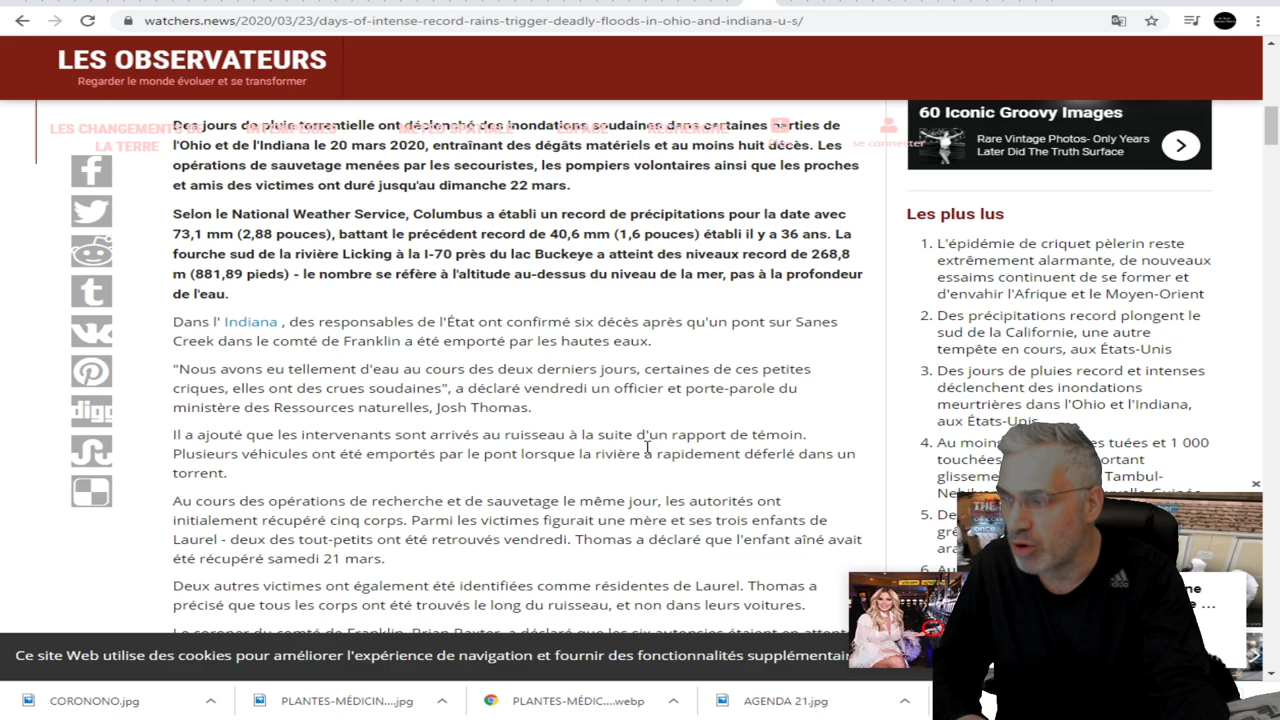 watchers.news/2020/03/23/days-of-intense-record-rains-trigger-deadly-floods-in-ohio-and-indiana-u-s/
LES OBSERVATEURS
Regarder le monde évoluer et se transformer
LES CHANGEMENTS DE
LA TERRE
se connecter
Des jours de pluie torrentielle ont déclenché des inondations soudaines dans certaines parties de
l'Ohio et de l'Indiana le 20 mars 2020, entraînant des dégâts matériels et au moins huit décès. Les
opérations de sauvetage menées par les secouristes, les pompiers volontaires ainsi que les proches
et amis des victimes ont duré jusqu'au dimanche 22 mars.
Selon le National Weather Service, Columbus a établi un record de précipitations pour la date avec
73,1 mm (2,88 pouces), battant le précédent record de 40,6 mm (1,6 pouces) établi il y a 36 ans. La
fourche sud de la rivière Licking à la I-70 près du lac Buckeye a atteint des niveaux record de 268,8
m (881,89 pieds) - le nombre se réfère à l'altitude au-dessus du niveau de la mer, pas à la profondeur
de l'eau.
Dans l' Indiana , des responsables de l'État ont confirmé six décès après qu'un pont sur Sanes
Creek dans le comté de Franklin a été emporté par les hautes eaux.
"Nous avons eu tellement d'eau au cours des deux derniers jours, certaines de ces petites
criques, elles ont des crues soudaines", a déclaré vendredi un officier et porte-parole du
ministère des Ressources naturelles, Josh Thomas.
Il a ajouté que les intervenants sont arrivés au ruisseau à la suite d'un rapport de témoin.
Plusieurs véhicules ont été emportés par le pont lorsque la rivière a rapidement déferlé dans un
torrent.
Au cours des opérations de recherche et de sauvetage le même jour, les autorités ont
initialement récupéré cinq corps. Parmi les victimes figurait une mère et ses trois enfants de
Laurel - deux des tout-petits ont été retrouvés vendredi. Thomas a déclaré que l'enfant aîné avait
été récupéré samedi 21 mars.
Deux autres victimes ont également été identifiées comme résidentes de Laurel. Thomas a
précisé que tous les corps ont été trouvés le long du ruisseau, et non dans leurs voitures.
60 Iconic Groovy Images
Rare Vintage Photos- Only Years
Later Did The Truth Surface
Les plus lus
1. L'épidémie de criquet pèlerin reste
extrêmement alarmante, de nouveaux
essaims continuent de se former et
d'envahir l'Afrique et le Moyen-Orient
2. Des précipitations record plongent le
sud de la Californie, une autre
tempête en cours, aux États-Unis
3. Des jours de pluies record et intenses
déclenchent des inondations
meurtrières dans l'Ohio et l'Indiana,
aux États-Unis
4. Au moins es tuées et 1 000
touchées portant
glissement Tambul-
5. De
6. Au
digg
adidas
Ce site Web utilise des cookies pour améliorer l'expérience de navigation et fournir des fonctionnalités supplémentai
CORONONO.jpg
PLANTES-MÉDICIN....jpg
PLANTES-MÉDIC....webp
AGENDA 21.jpg